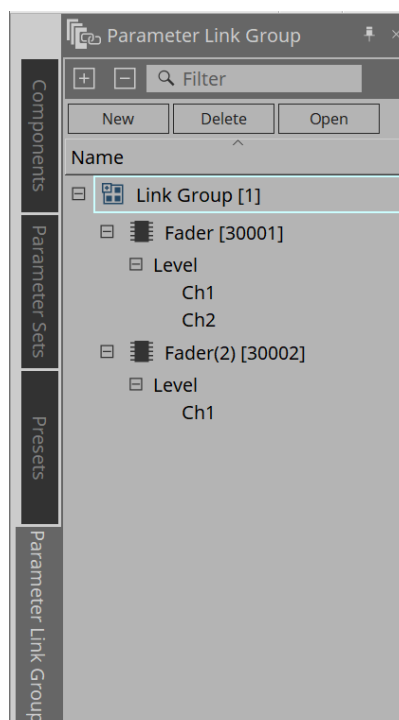 Parameter Link Group
Filter
New Delete Open
Name
Link Group [1]
Fader [30001]
Level
Ch1
Ch2
Fader(2) [30002]
Level
Ch1
Components
Parameter Sets
Presets
Parameter Link Group